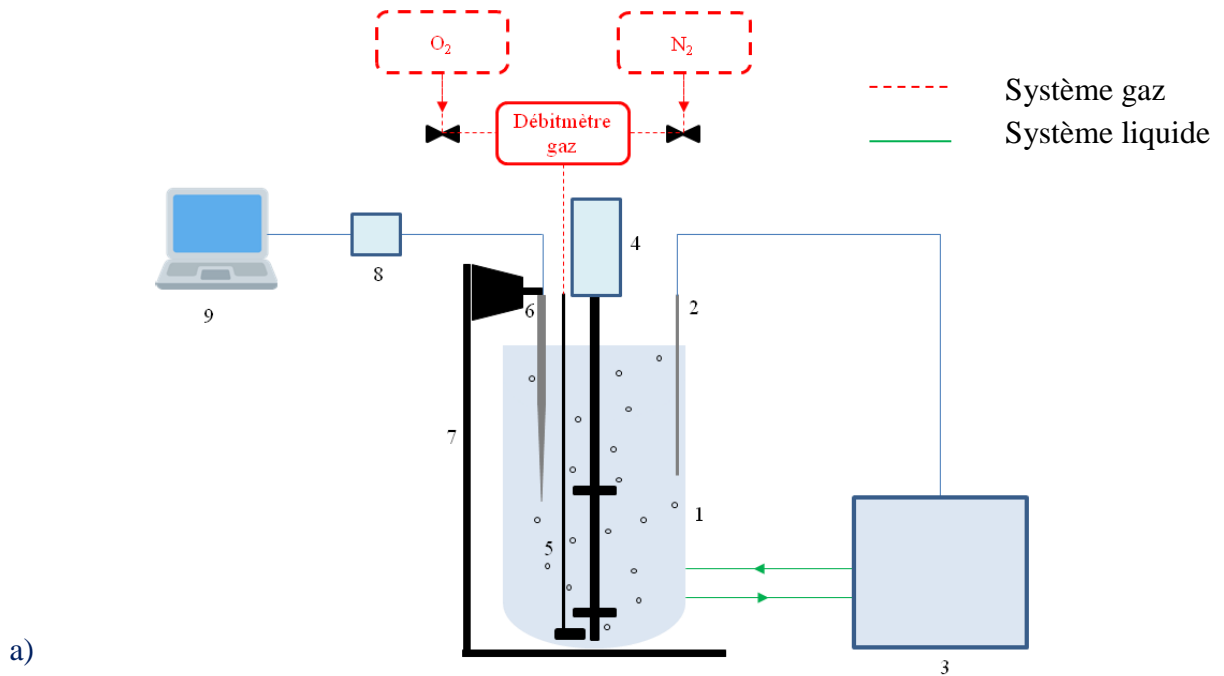 O₂
N₂
Débitmètre
gaz
Système gaz
Système liquide
4
8
9
6
2
7
1
5
3
a)